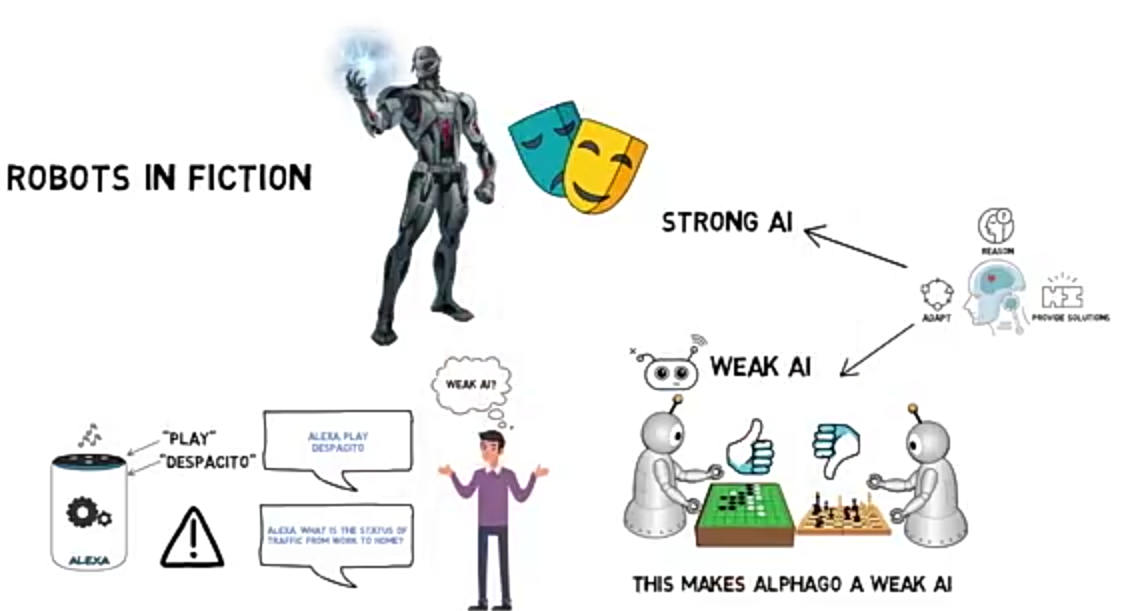 ROBOTS IN FICTION
STRONG AI
REASON
ADAPT
PROVIDE SOLUTIONS
WEAK AI
WEAK AI?
"PLAY"
"DESPACITO"
ALEXA
ALEXA, PLAY
DESPACITO
ALEXA, WHAT IS THE STATUS OF
TRAFFIC FROM WORK TO HOME?
THIS MAKES ALPHAGO A WEAK AI